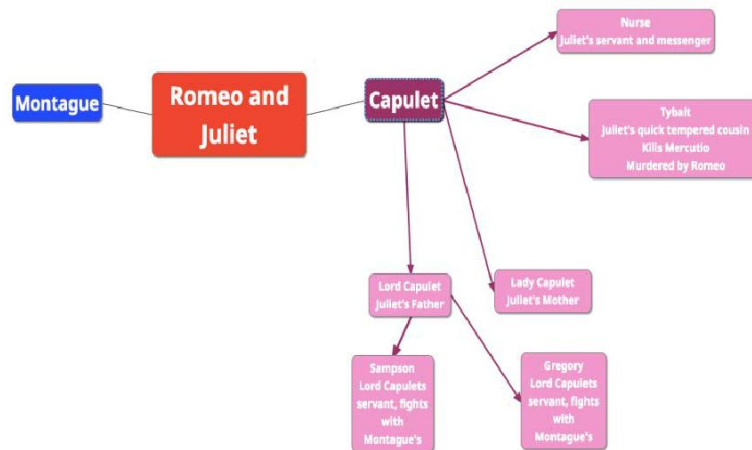 Montague
Romeo and
Juliet
Capulet
Nurse
Juliet's servant and messenger
Tybalt
Juliet's quick tempered cousin
Kills Mercutio
Murdered by Romeo
Lord Capulet
Juliet's Father
Lady Capulet
Juliet's Mother
Sampson
Lord Capulets
servant, fights
with
Montague's
Gregory
Lord Capulets
servant, fights
with
Montague's